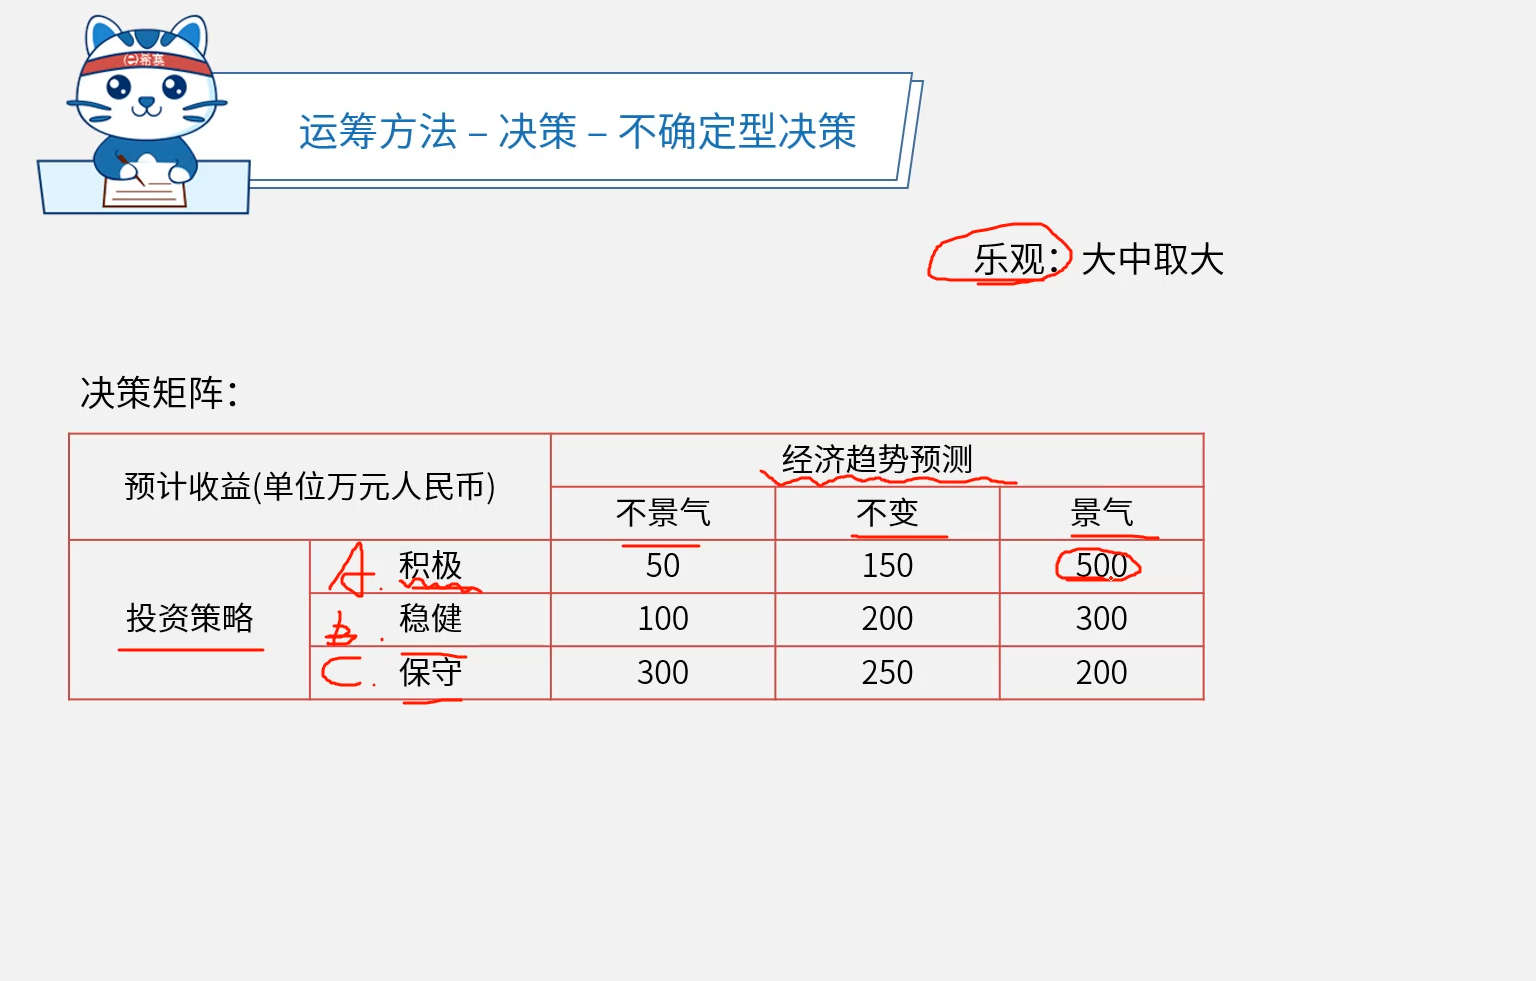 希赛
运筹方法 – 决策 – 不确定型决策
乐观：大中取大
决策矩阵：
预计收益(单位万元人民币) 经济趋势预测
不景气 不变 景气
投资策略 A. 积极 50 150 500
B. 稳健 100 200 300
C. 保守 300 250 200